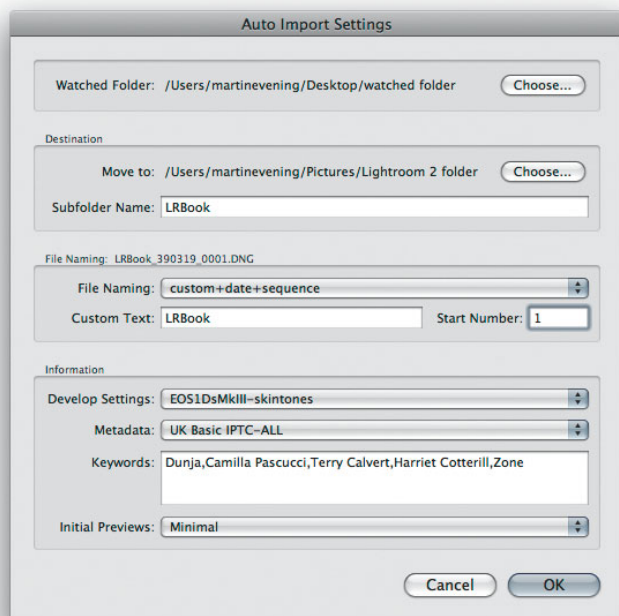 Auto Import Settings
Watched Folder: /Users/martinevening/Desktop/watched folder Choose...
Destination
Move to: /Users/martinevening/Pictures/Lightroom 2 folder Choose...
Subfolder Name: LRBook
File Naming: LRBook_390319_0001.DNG
File Naming: custom+date+sequence
Custom Text: LRBook Start Number: 1
Information
Develop Settings: EOS1DsMkIII-skintones
Metadata: UK Basic IPTC-ALL
Keywords: Dunja,Camilla Pascucci,Terry Calvert,Harriet Cotterill,Zone
Initial Previews: Minimal
Cancel OK